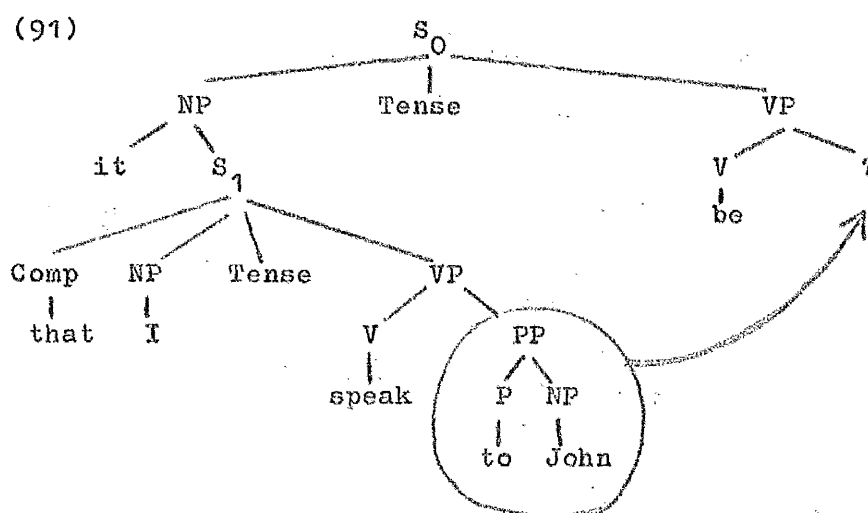 (91)
S0
NP Tense VP
it S1 V
be
Comp NP Tense VP
that I V PP
speak P NP
to John